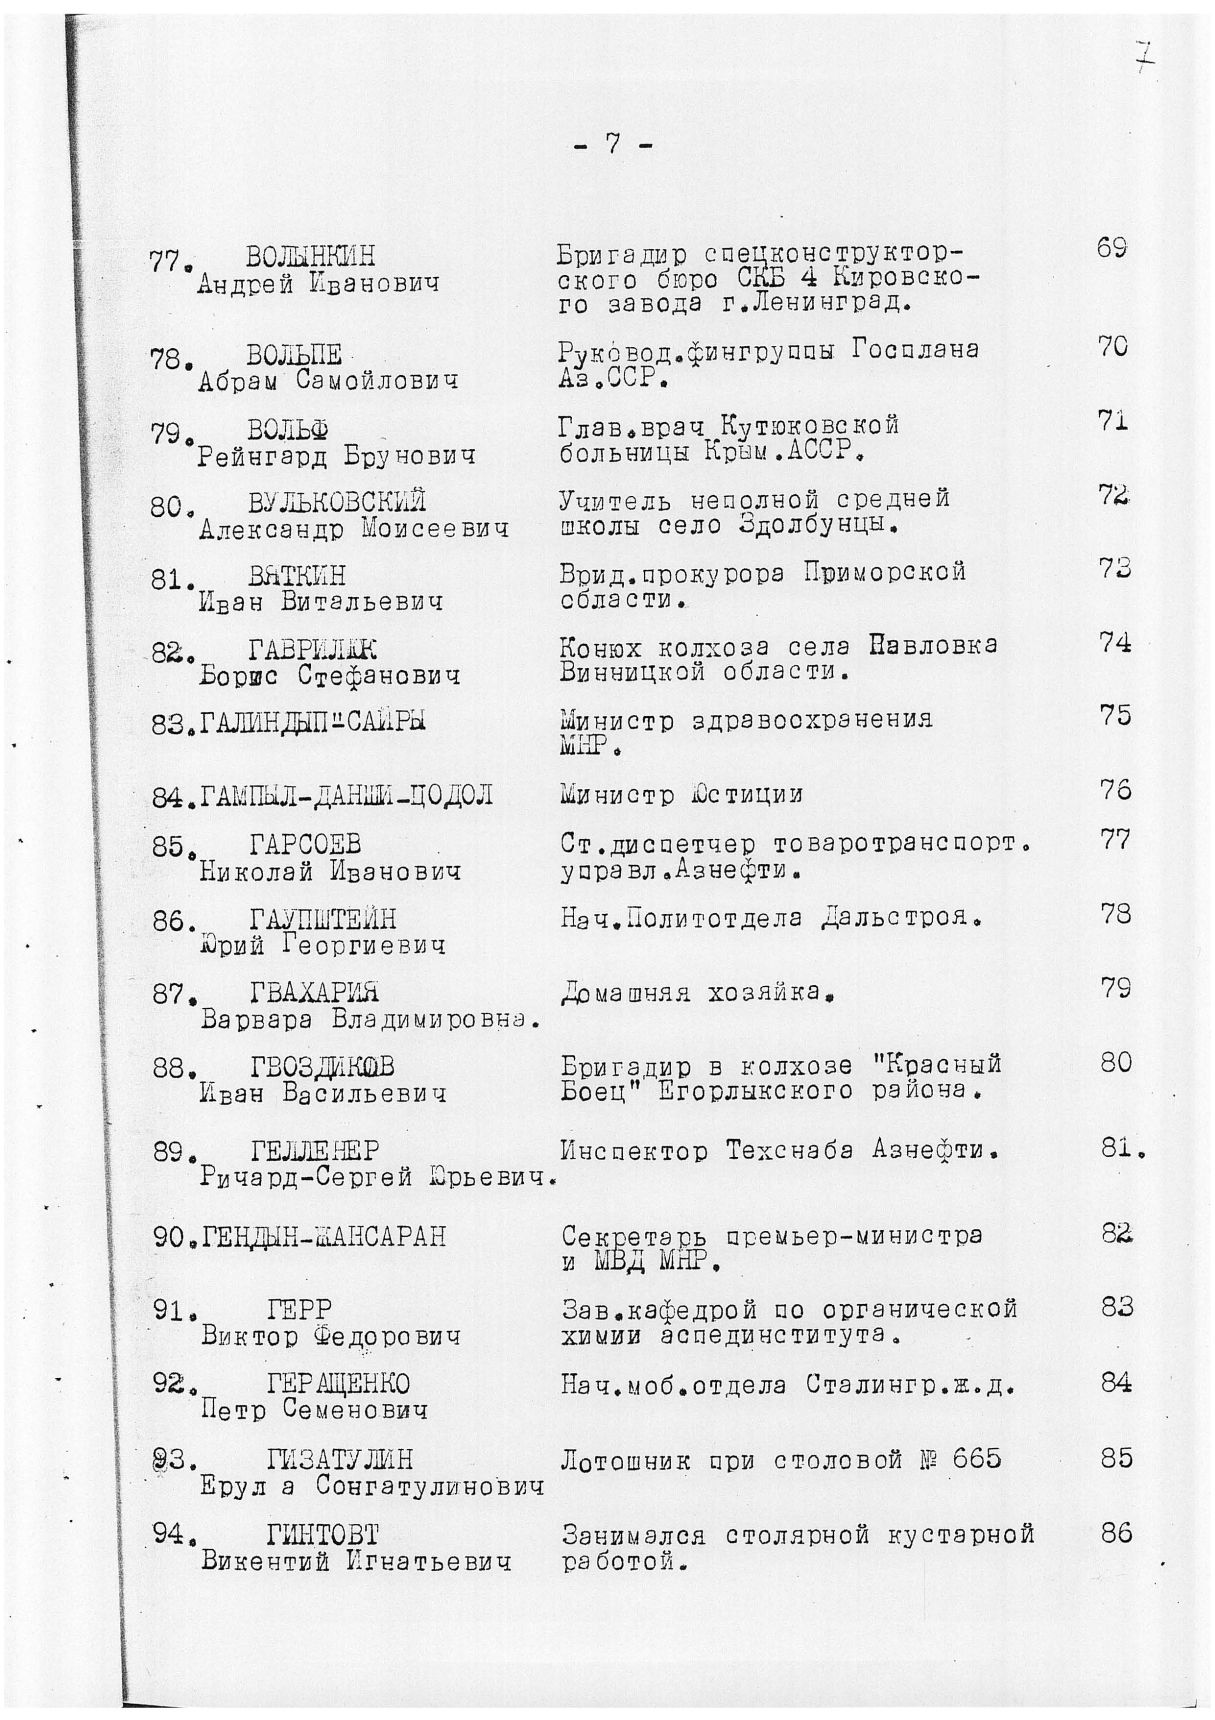 7
- 7 -
77. ВОЛЫНКИН Бригадир спецконструктор- 69
Андрей Иванович ского бюро СКБ 4 Кировско-
го завода г.Ленинград.
78. ВОЛЬПЕ Руковод.фингруппы Госплана 70
Абрам Самойлович Аз.ССР.
79. ВОЛЬФ Глав.врач Кутюковской 71
Рейнгард Брунович больницы Крым.АССР.
80. ВУЛЬКОВСКИЙ Учитель неполной средней 72
Александр Моисеевич школы село Здолбунцы.
81. ВЯТКИН Врид.прокурора Приморской 73
Иван Витальевич области.
82. ГАВРИЛЯК Конюх колхоза села Павловка 74
Борис Стефанович Винницкой области.
83.ГАЛИНДЫП-САЙРЫ Министр здравоохранения 75
МНР.
84.ГАМПЫЛ-ДАНШИ-ЦОДОЛ Министр Юстиции 76
85. ГАРСОЕВ Ст.диспетчер товаротранспорт. 77
Николай Иванович управл.Азнефти.
86. ГАУПШТЕЙН Нач.Политотдела Дальстроя. 78
Юрий Георгиевич
87. ГВАХАРИЯ Домашняя хозяйка. 79
Варвара Владимировна.
88. ГВОЗДИКОВ Бригадир в колхозе "Красный 80
Иван Васильевич Боец" Егорлыкского района.
89. ГЕЛЛЕНЕР Инспектор Техснаба Азнефти. 81.
Ричард-Сергей Юрьевич.
90.ГЕНДЫН-ЖАНСАРАН Секретарь премьер-министра 82
и МВД МНР.
91. ГЕРР Зав.кафедрой по органической 83
Виктор Федорович химии аспединститута.
92. ГЕРАЩЕНКО Нач.моб.отдела Сталингр.ж.д. 84
Петр Семенович
93. ГИЗАТУЛИН Лотошник при столовой № 665 85
Ерул а Сонгатулинович
94. ГИНТОВТ Занимался столярной кустарной 86
Викентий Игнатьевич работой.